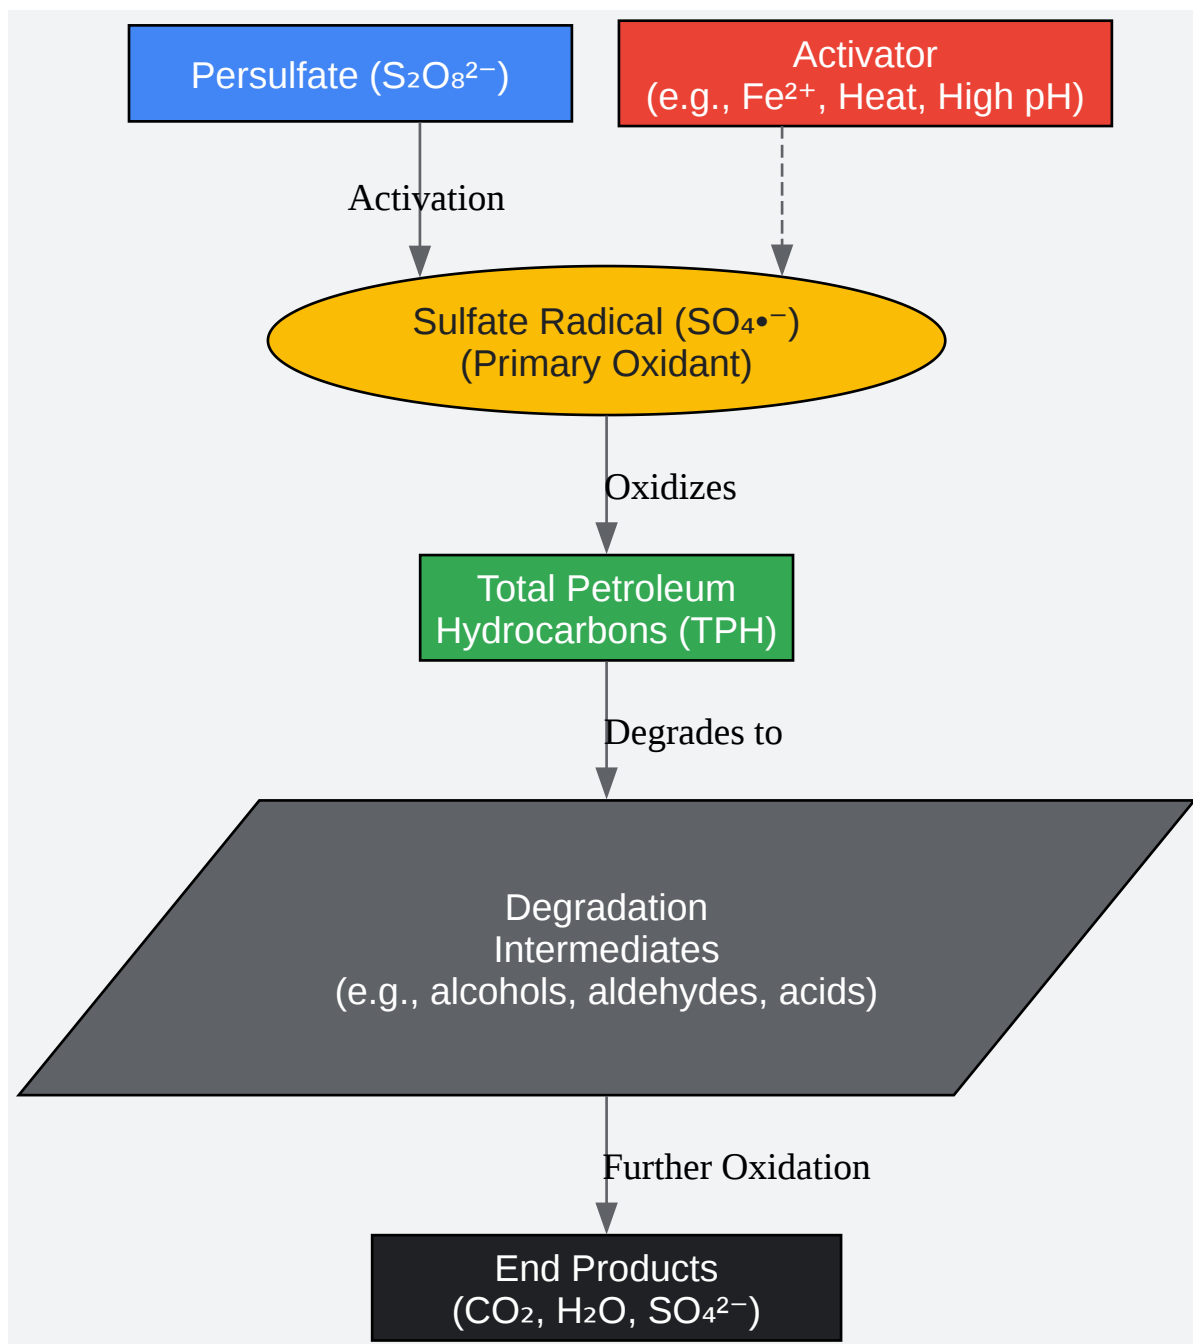 Persulfate (S₂O₈²⁻)
Activator
(e.g., Fe²⁺, Heat, High pH)
Activation
Sulfate Radical (SO₄•⁻)
(Primary Oxidant)
Oxidizes
Total Petroleum
Hydrocarbons (TPH)
Degrades to
Degradation
Intermediates
(e.g., alcohols, aldehydes, acids)
Further Oxidation
End Products
(CO₂, H₂O, SO₄²⁻)